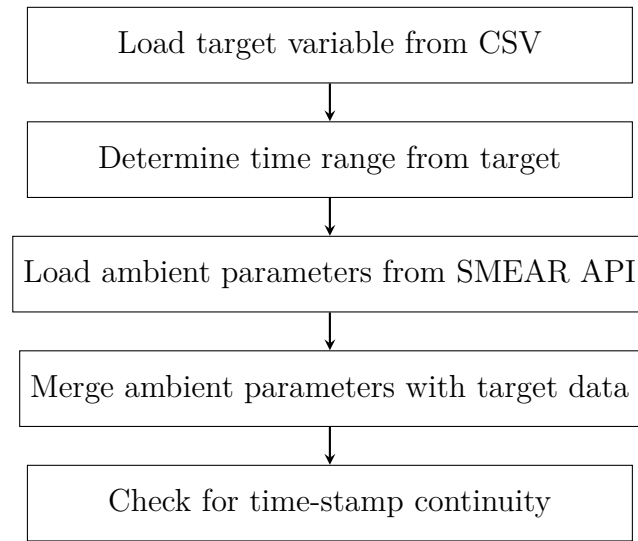 Load target variable from CSV
Determine time range from target
Load ambient parameters from SMEAR API
Merge ambient parameters with target data
Check for time-stamp continuity